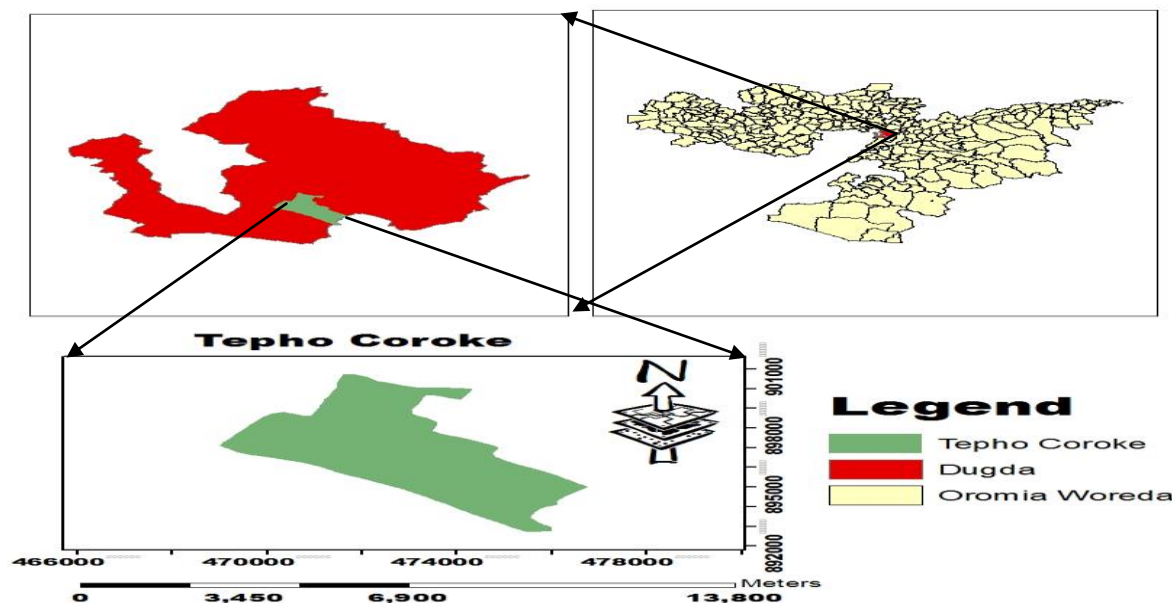 Tepho Coroke
N
901000
898000
895000
892000
466000 470000 474000 478000
Meters
0 3,450 6,900 13,800
Legend
Tepho Coroke
Dugda
Oromia Woreda